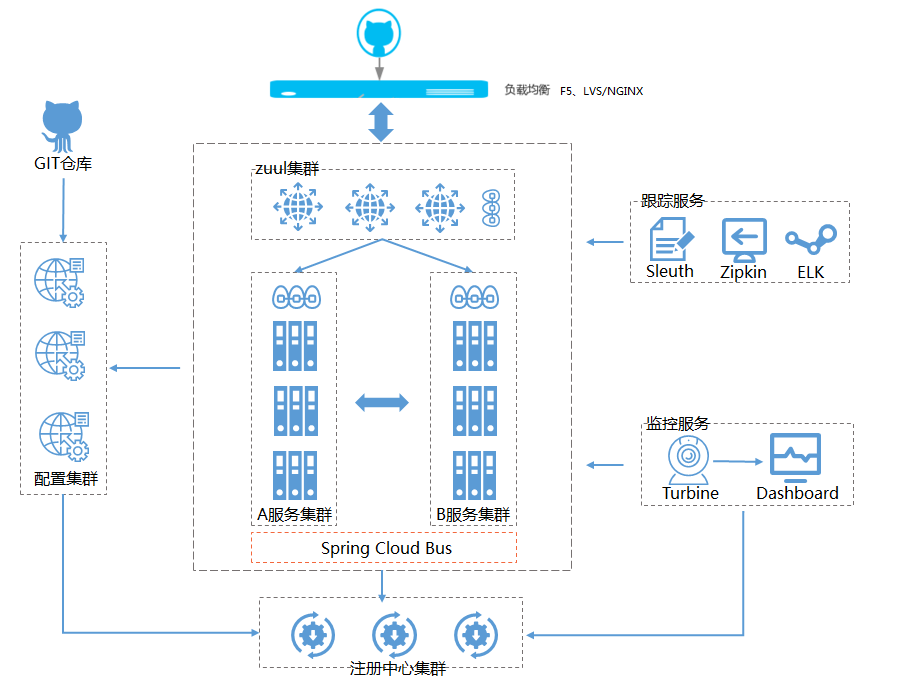 负载均衡 F5、LVS/NGINX
GIT仓库
zuul集群
跟踪服务
Sleuth Zipkin ELK
监控服务
Turbine Dashboard
配置集群
A服务集群 B服务集群
Spring Cloud Bus
注册中心集群